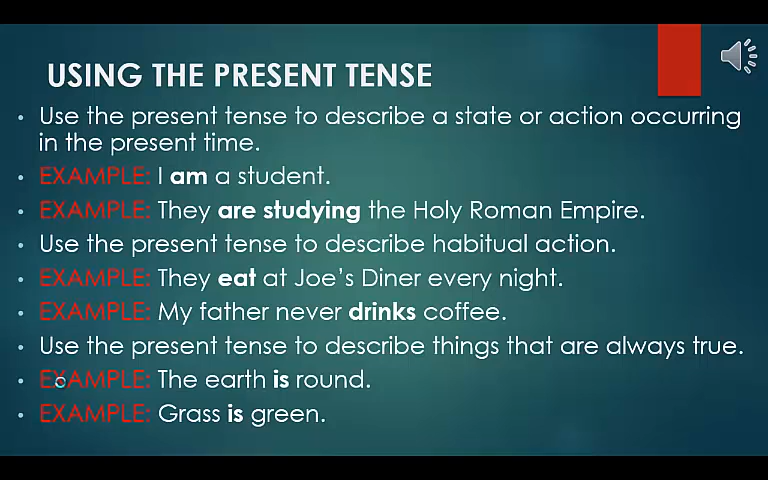 USING THE PRESENT TENSE
• Use the present tense to describe a state or action occurring
in the present time.
• EXAMPLE: I am a student.
• EXAMPLE: They are studying the Holy Roman Empire.
• Use the present tense to describe habitual action.
• EXAMPLE: They eat at Joe's Diner every night.
• EXAMPLE: My father never drinks coffee.
• Use the present tense to describe things that are always true.
• EXAMPLE: The earth is round.
• EXAMPLE: Grass is green.